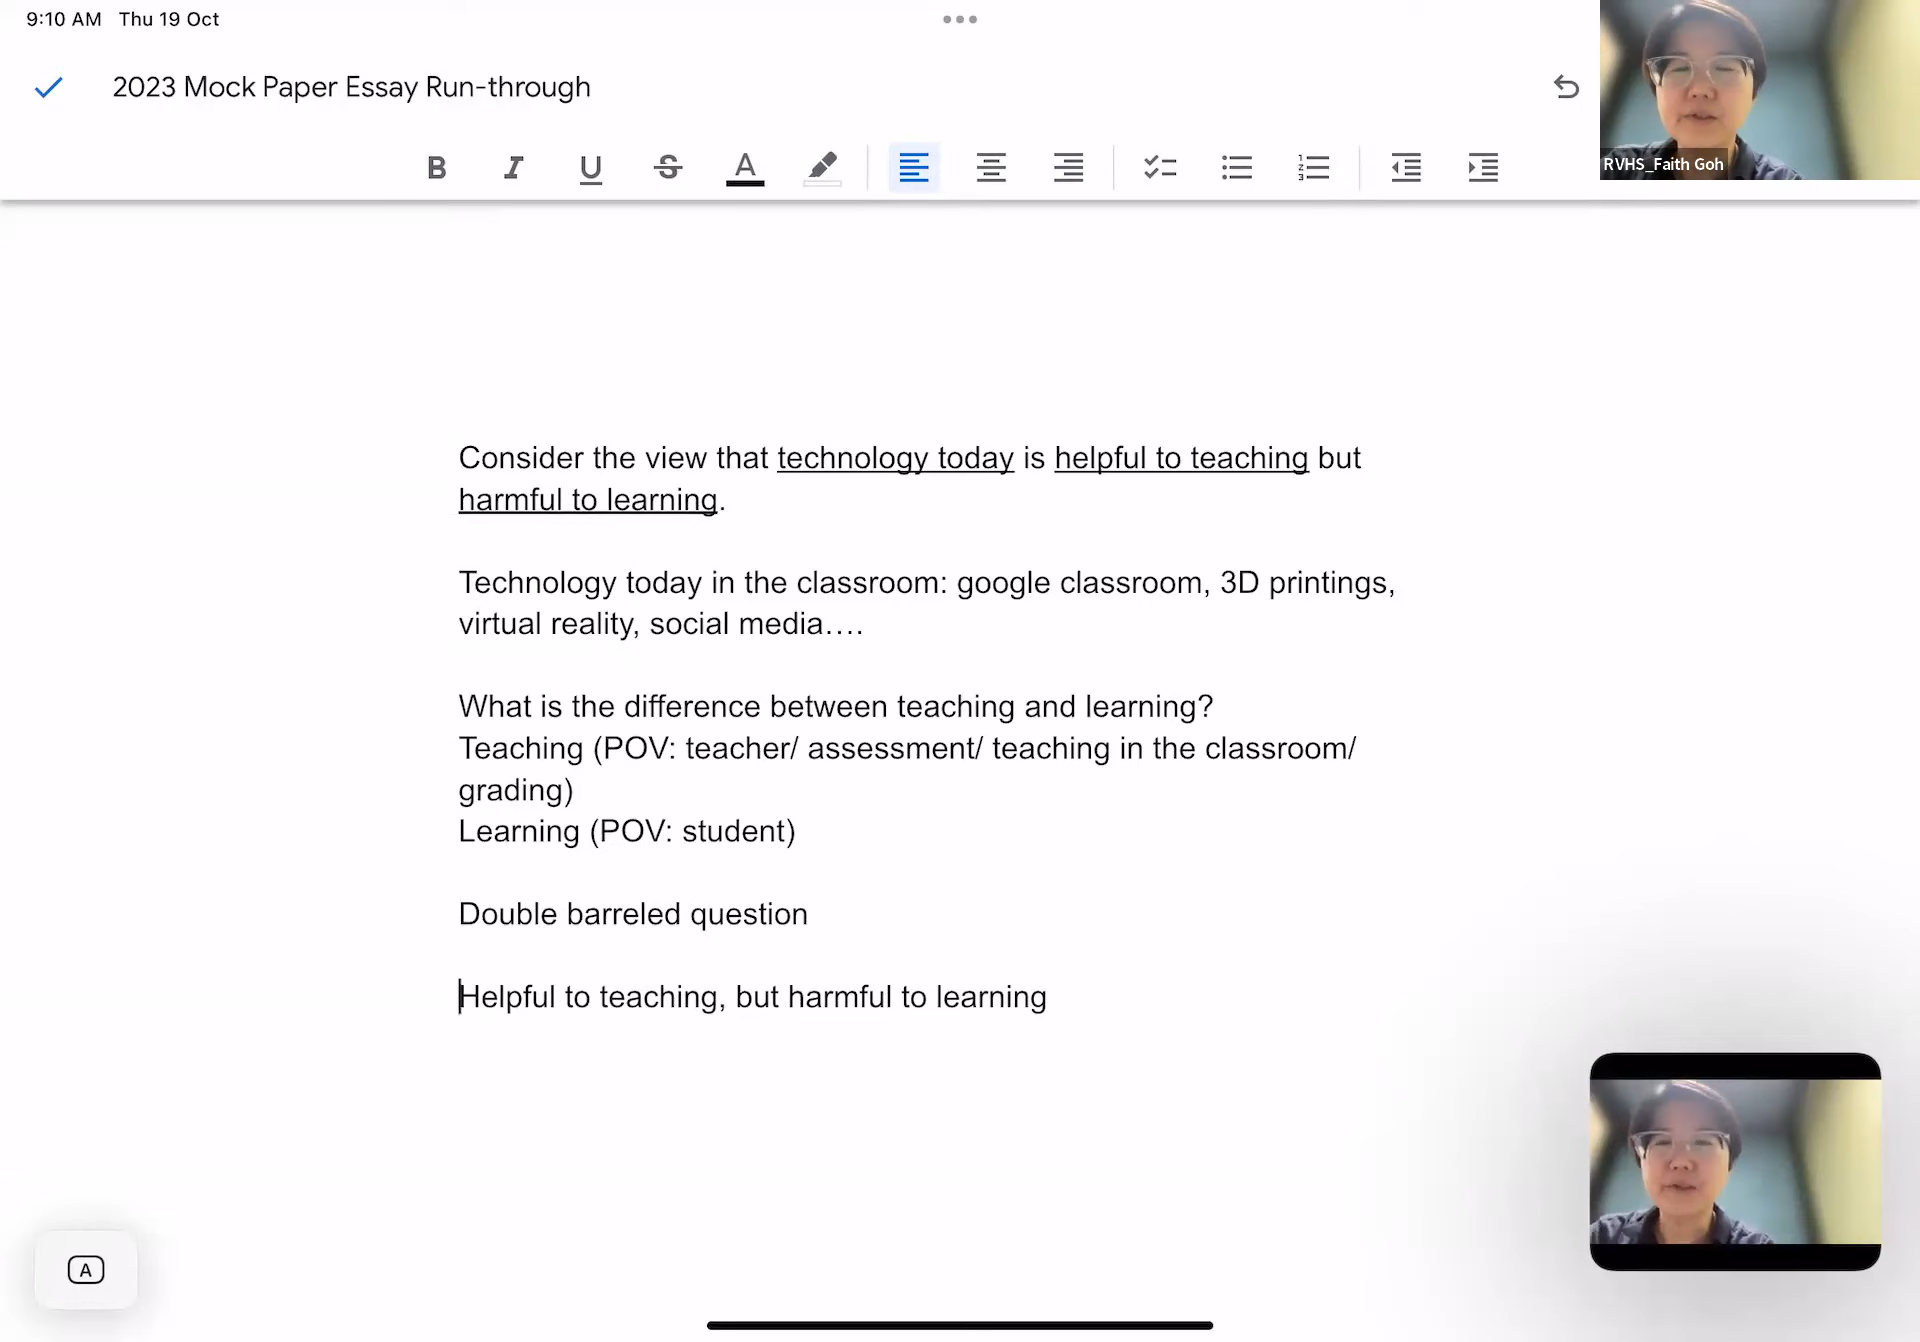 9:10 AM Thu 19 Oct
2023 Mock Paper Essay Run-through
RVHS_Faith Goh
B I U S A
Consider the view that technology today is helpful to teaching but
harmful to learning.
Technology today in the classroom: google classroom, 3D printings,
virtual reality, social media….
What is the difference between teaching and learning?
Teaching (POV: teacher/ assessment/ teaching in the classroom/
grading)
Learning (POV: student)
Double barreled question
Helpful to teaching, but harmful to learning
A